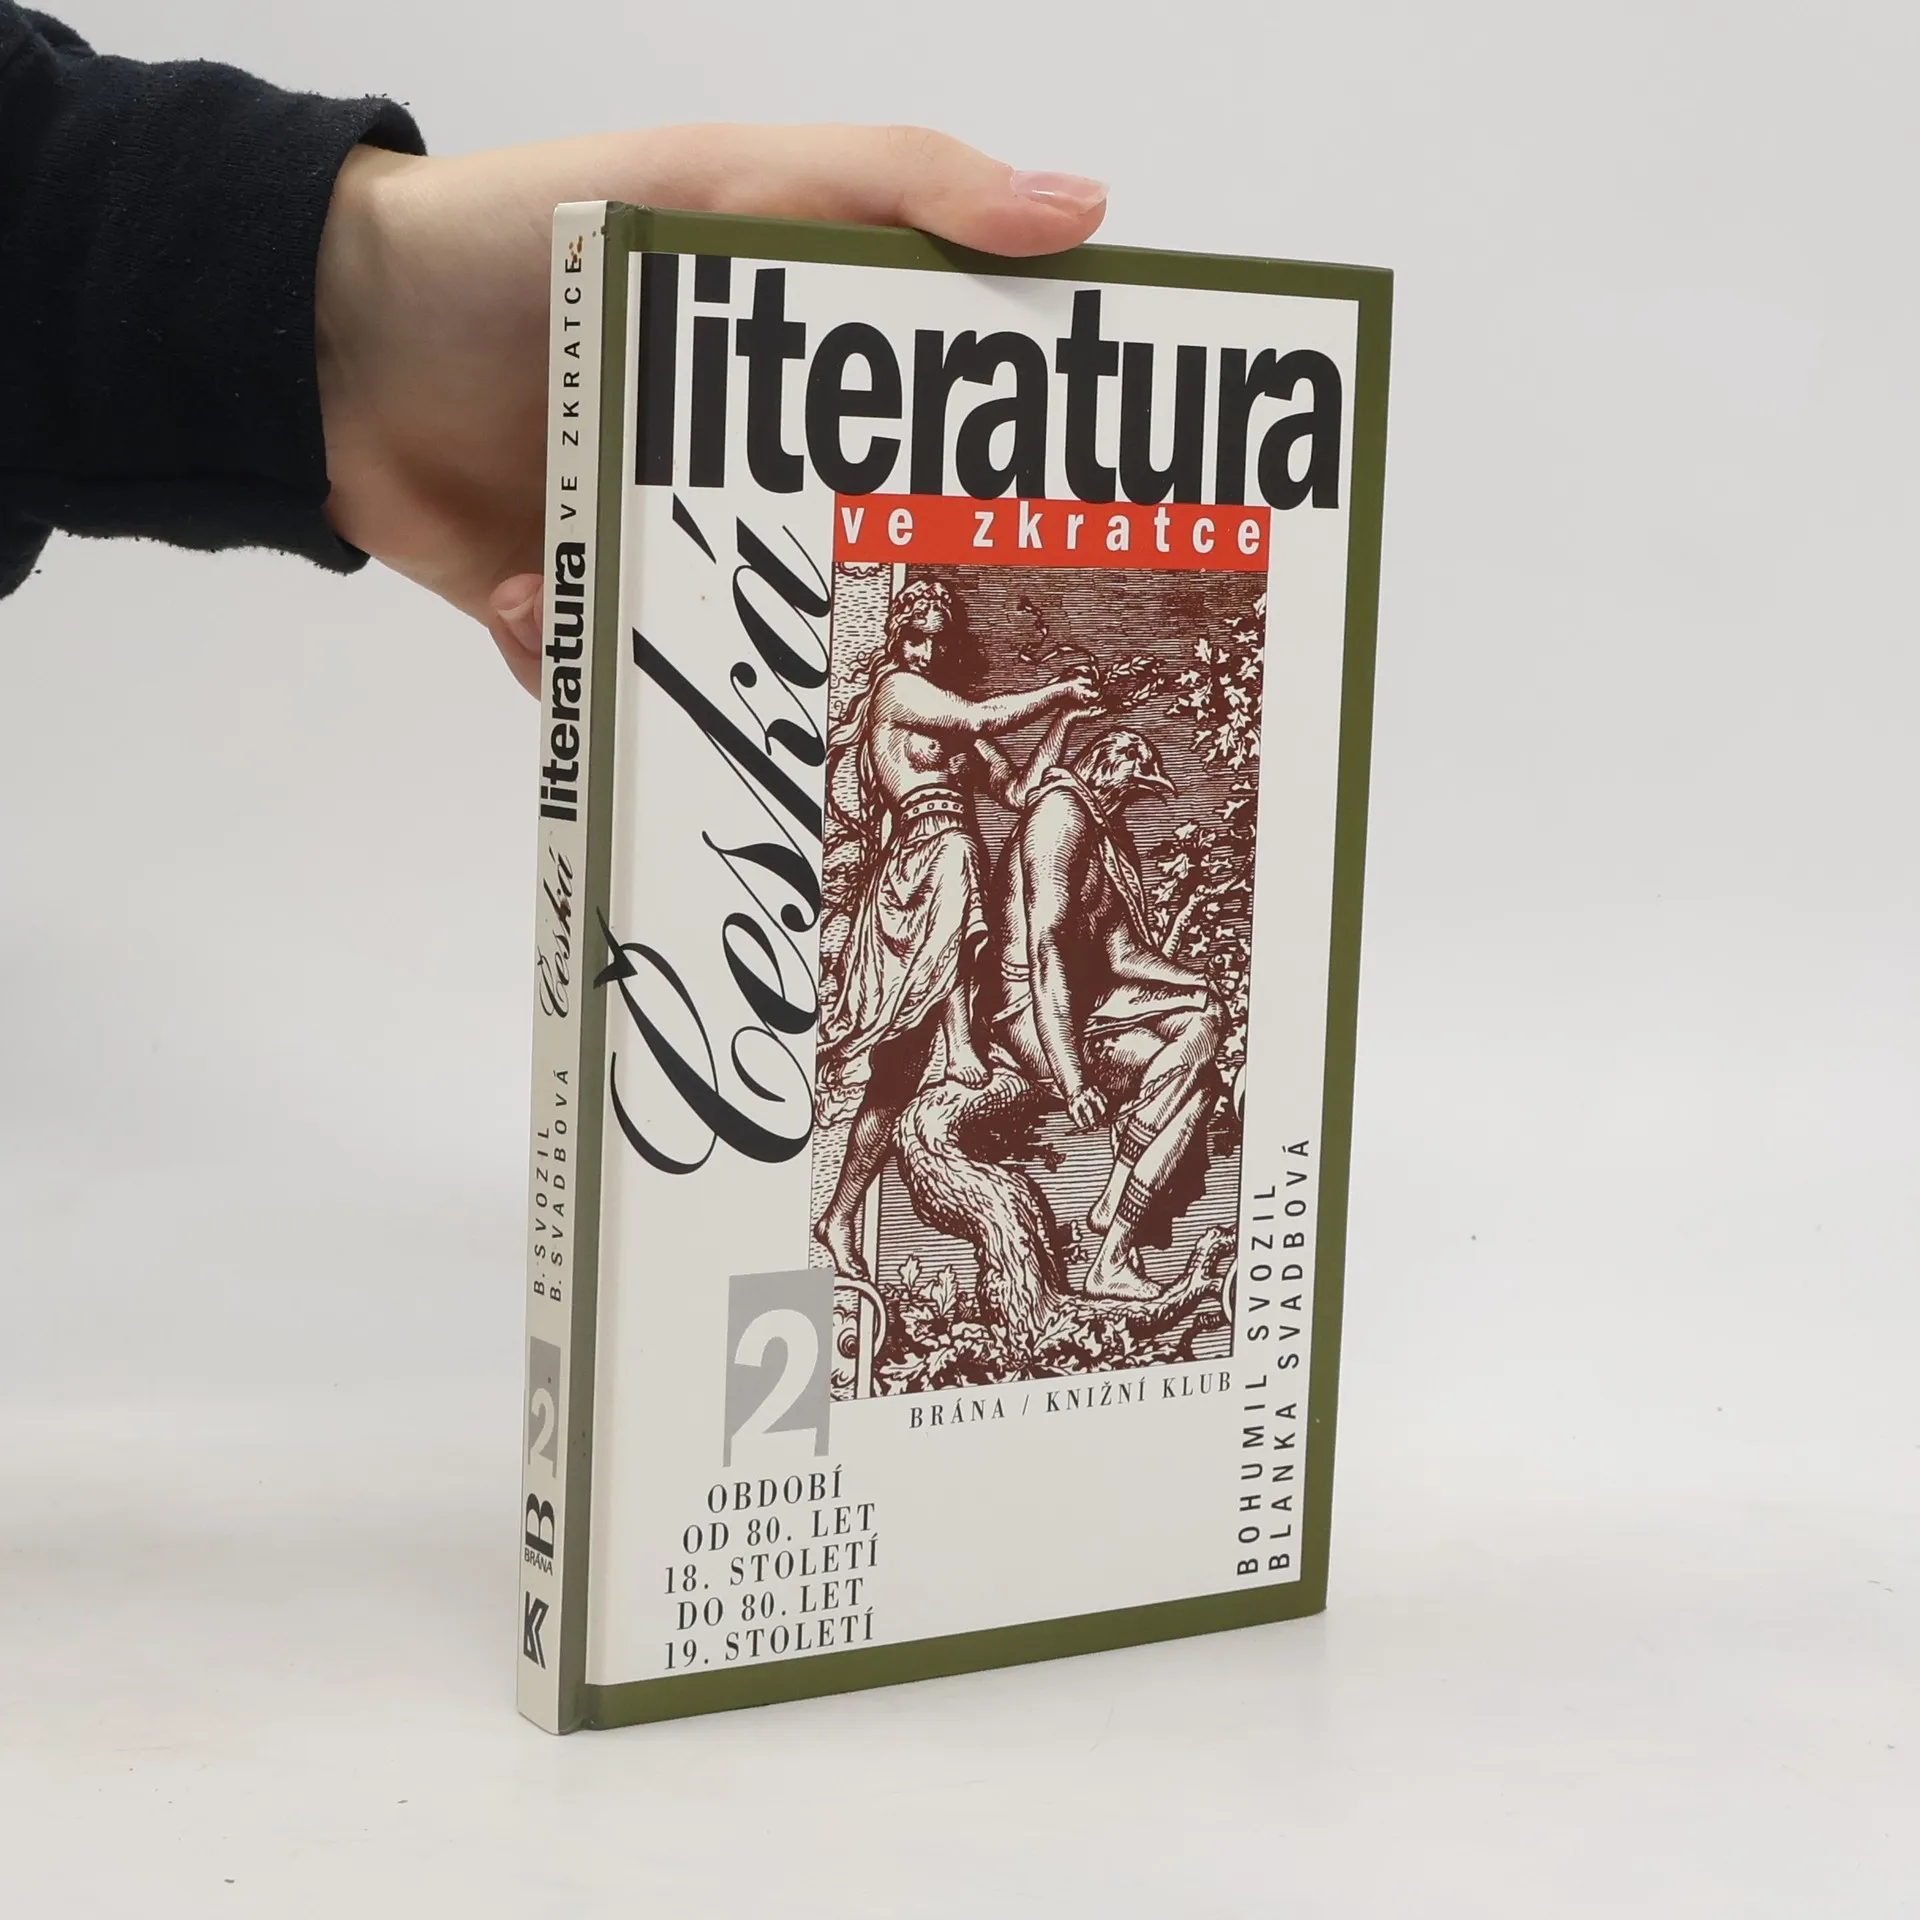 literatura
ve zkratce
Česká
2
OBDOBÍ
OD 80. LET
18. STOLETÍ
DO 80. LET
19. STOLETÍ
BRÁNA / KNIŽNÍ KLUB
BOHUMIL SVOZIL
BLANKA SVADBOVÁ
B. SVOZIL
B. SVADBOVÁ
Česká literatura VE ZKRATCE
2
B
BRÁNA
K